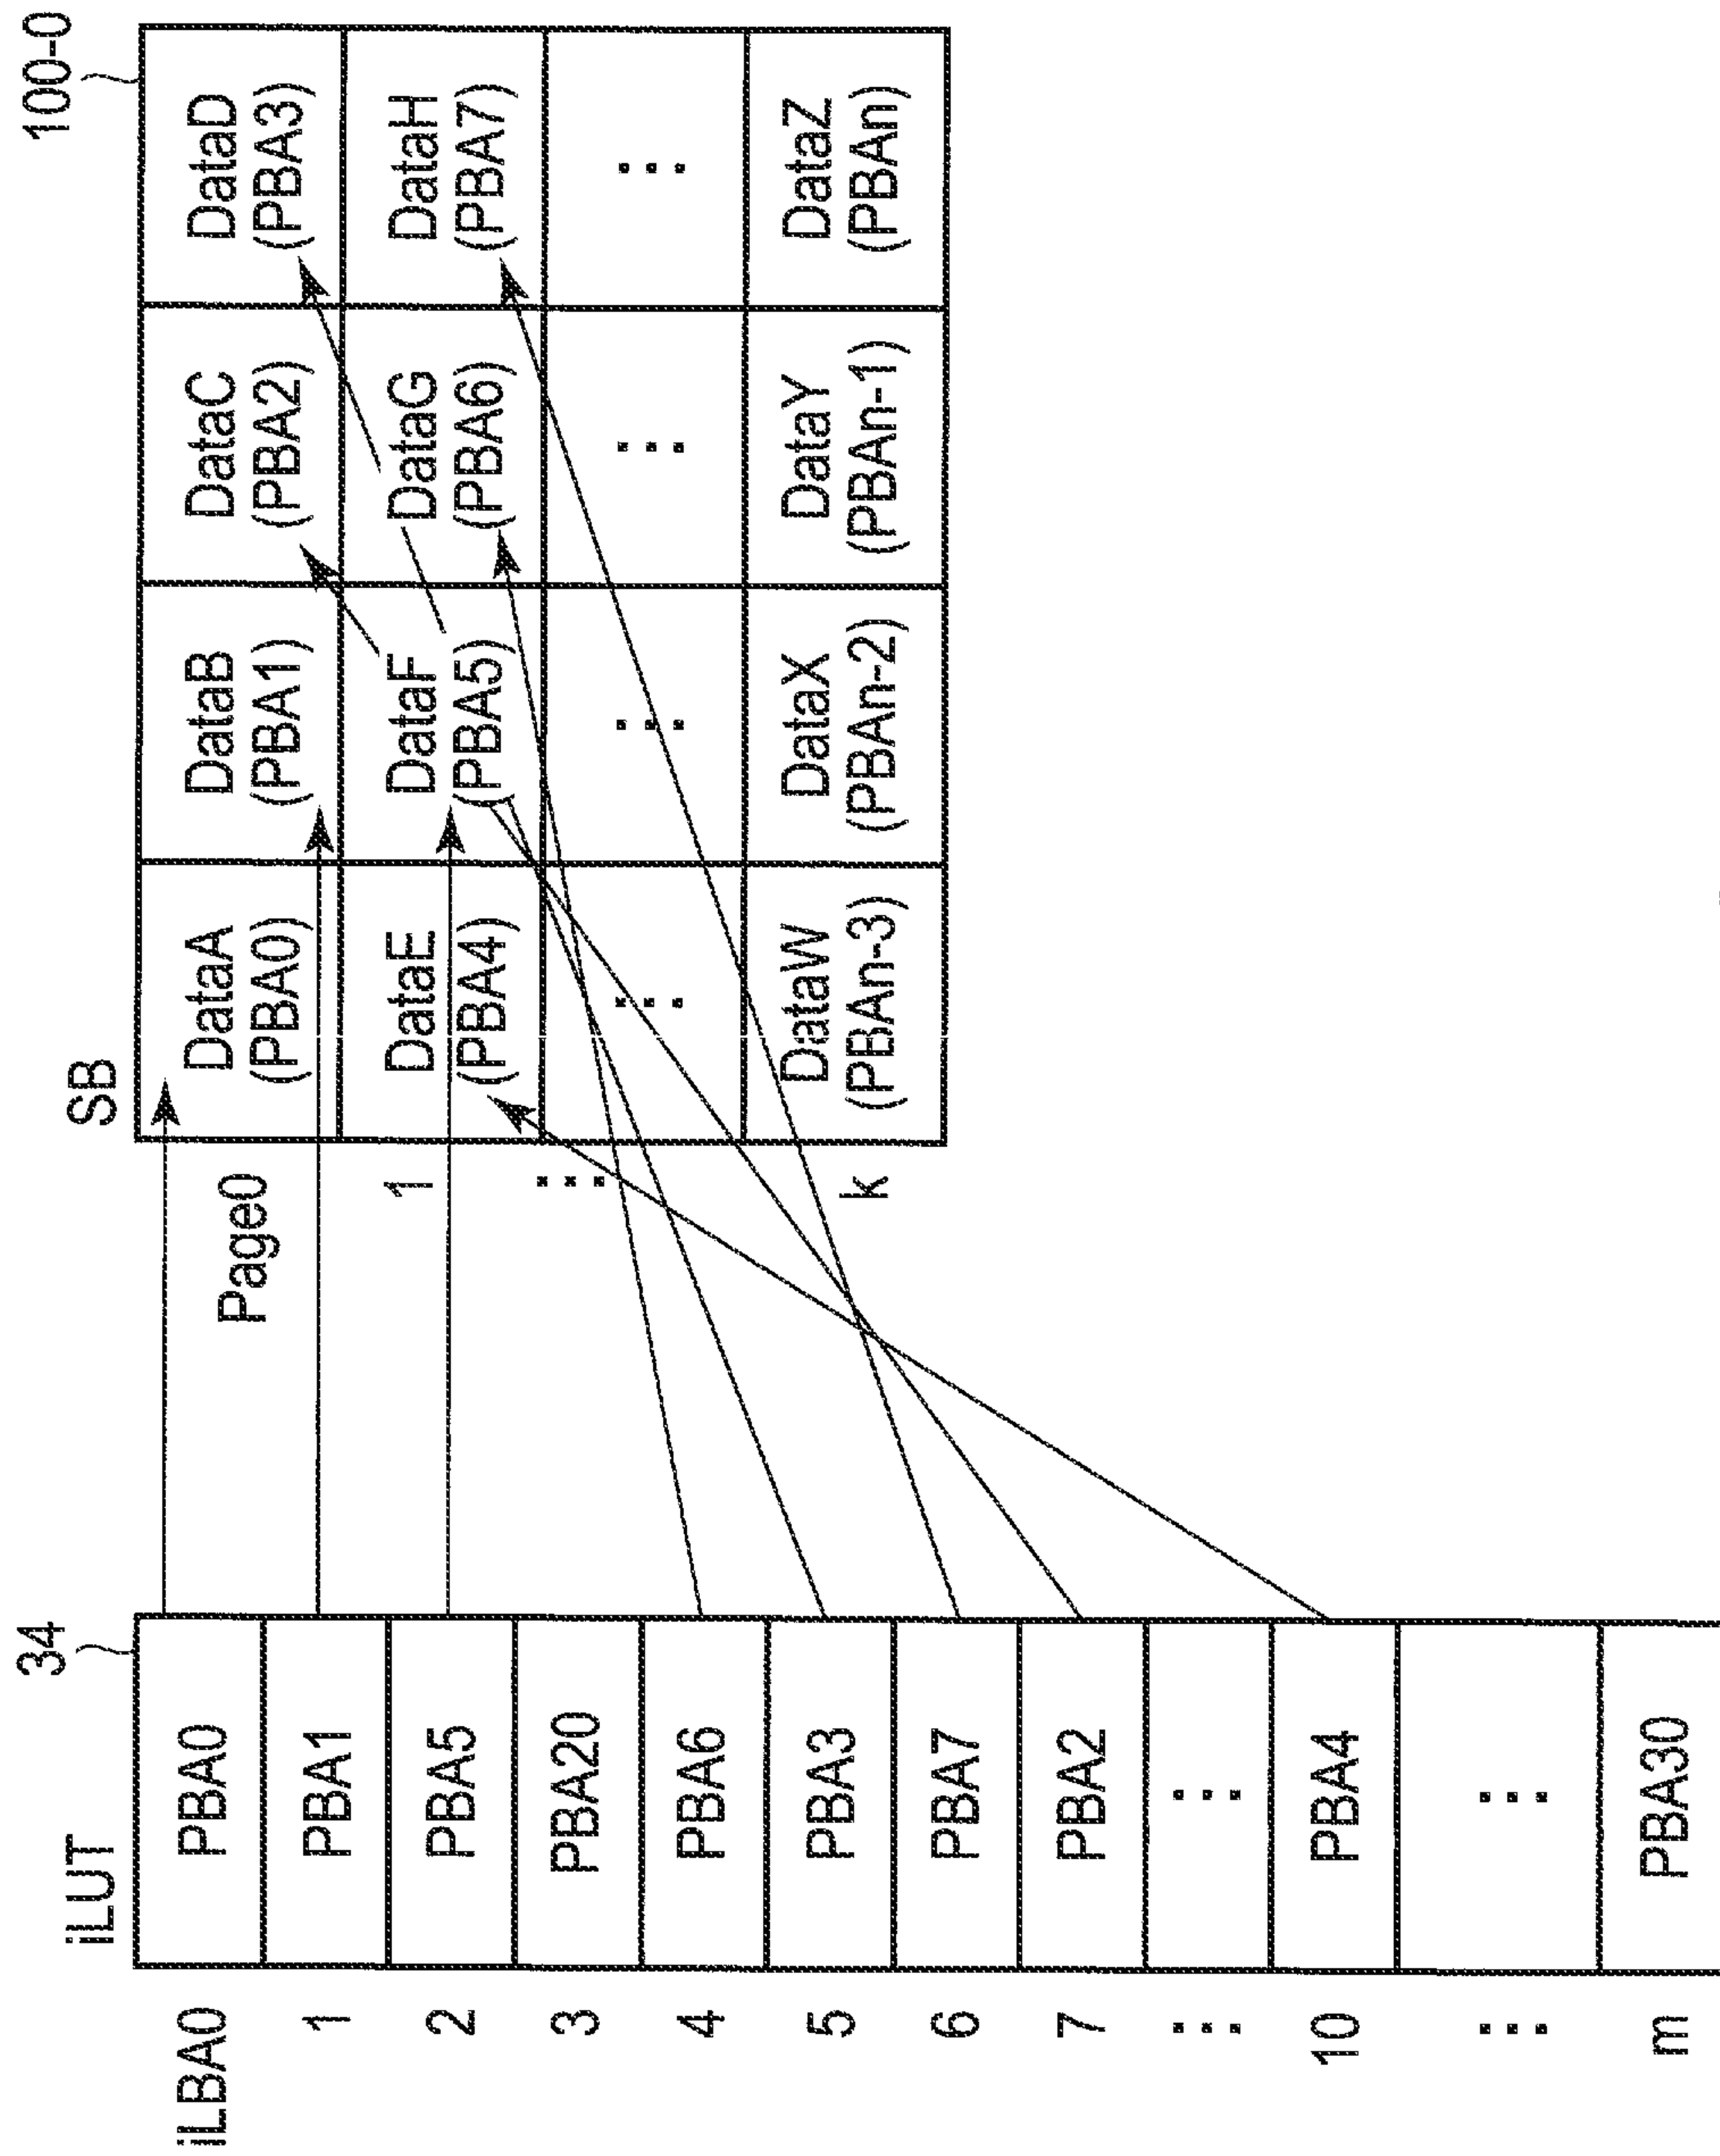 iLUT
34
iLBA0
PBA0
1
PBA1
2
PBA5
3
PBA20
4
PBA6
5
PBA3
6
PBA7
7
PBA2
⋮
⋮
10
PBA4
⋮
⋮
m
PBA30
SB
100-0
Page0
DataA
(PBA0)
DataB
(PBA1)
DataC
(PBA2)
DataD
(PBA3)
1
DataE
(PBA4)
DataF
(PBA5)
DataG
(PBA6)
DataH
(PBA7)
⋮
⋮
⋮
⋮
⋮
k
DataW
(PBAn-3)
DataX
(PBAn-2)
DataY
(PBAn-1)
DataZ
(PBAn)